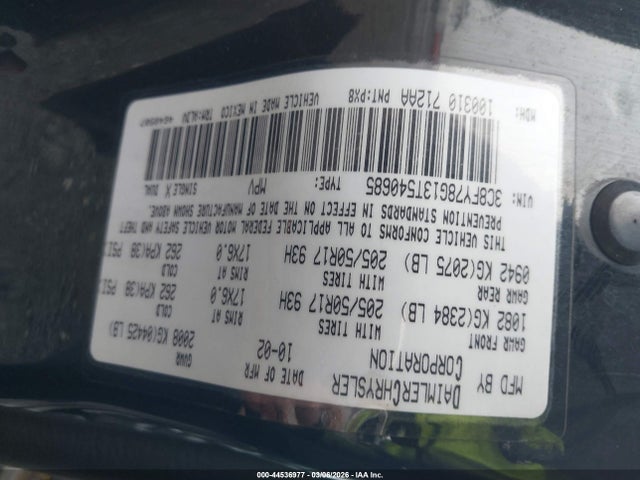 MFD BY DAIMLERCHRYSLER CORPORATION
DATE OF MFR 10-02
GVWR 2008 KG(04425 LB)
GAWR FRONT 1082 KG(2384 LB)
WITH TIRES 205/50R17 93H
RIMS AT 17X6.0
COLD 262 KPA(38 PSI
GAWR REAR 0942 KG(2075 LB)
WITH TIRES 205/50R17 93H
RIMS AT 17X6.0
COLD 262 KPA(38 PSI
THIS VEHICLE CONFORMS TO ALL APPLICABLE FEDERAL MOTOR VEHICLE SAFETY AND THEFT
PREVENTION STANDARDS IN EFFECT ON THE DATE OF MANUFACTURE SHOWN ABOVE.
VIN: 3C8FY78G13T540685 TYPE: MPV SINGLE X DUAL
MDH: 100310 712AA PNT:PX8 VEHICLE MADE IN MEXICO
000-44536977 - 03/06/2026 - IAA Inc.